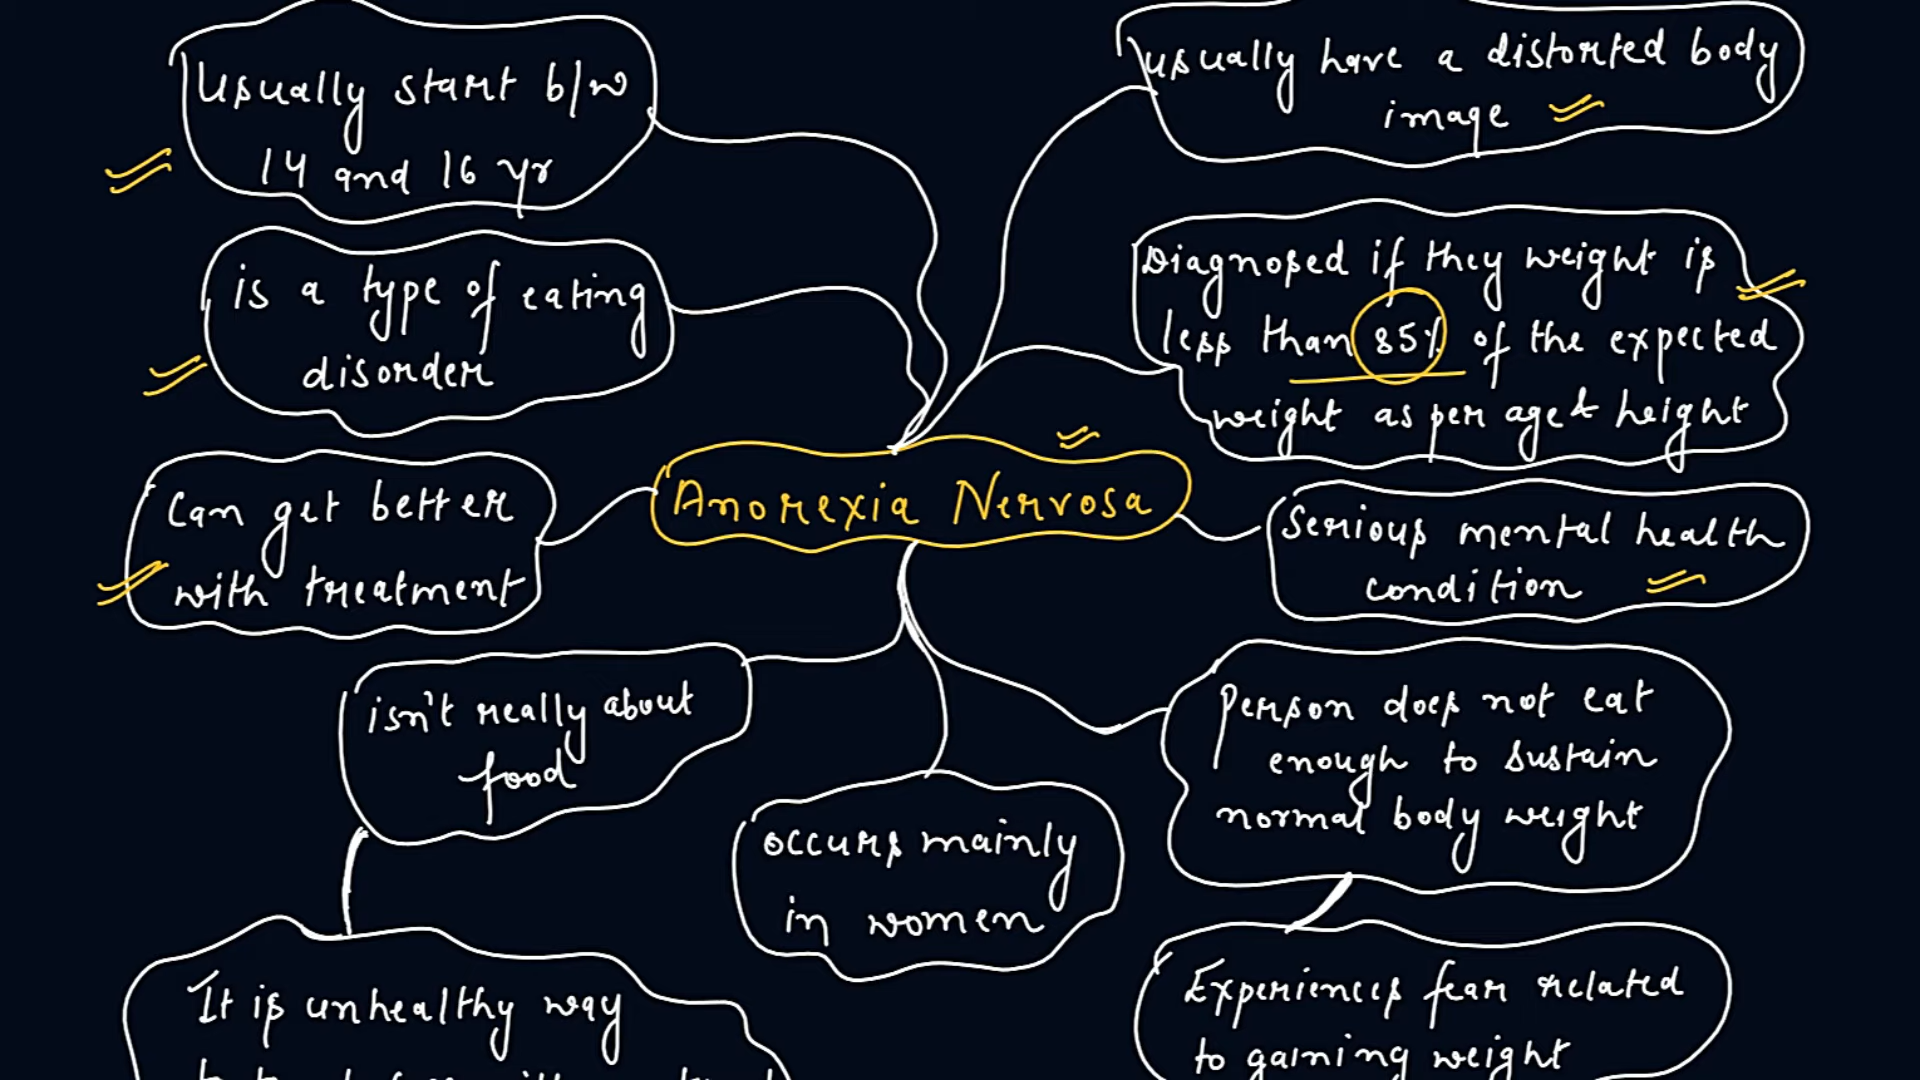 Usually start b/w
14 and 16 yr
is a type of eating
disorder
Can get better
with treatment
isn't really about
food
It is unhealthy way
usually have a distorted body
image
Diagnosed if they weight is
less than 85% of the expected
weight as per age & height
Anorexia Nervosa
Serious mental health
condition
person does not eat
enough to sustain
normal body weight
occurs mainly
in women
Experiences fear related
to gaining weight